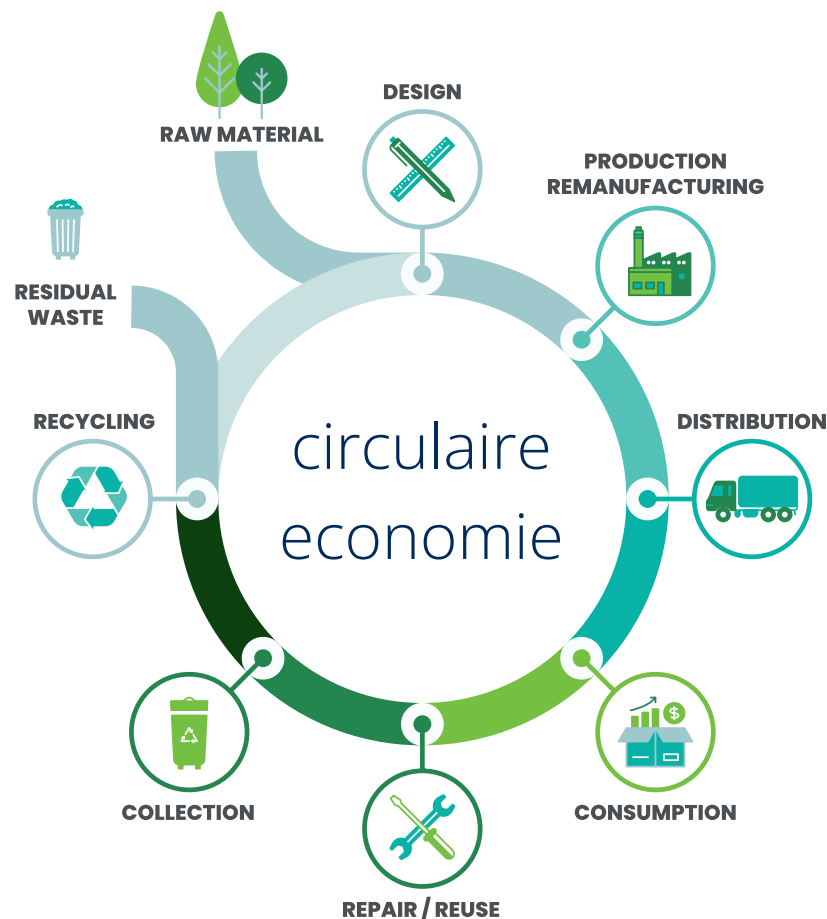 DESIGN
RAW MATERIAL
PRODUCTION
REMANUFACTURING
RESIDUAL
WASTE
RECYCLING
DISTRIBUTION
circulaire
economie
$
COLLECTION
CONSUMPTION
REPAIR / REUSE